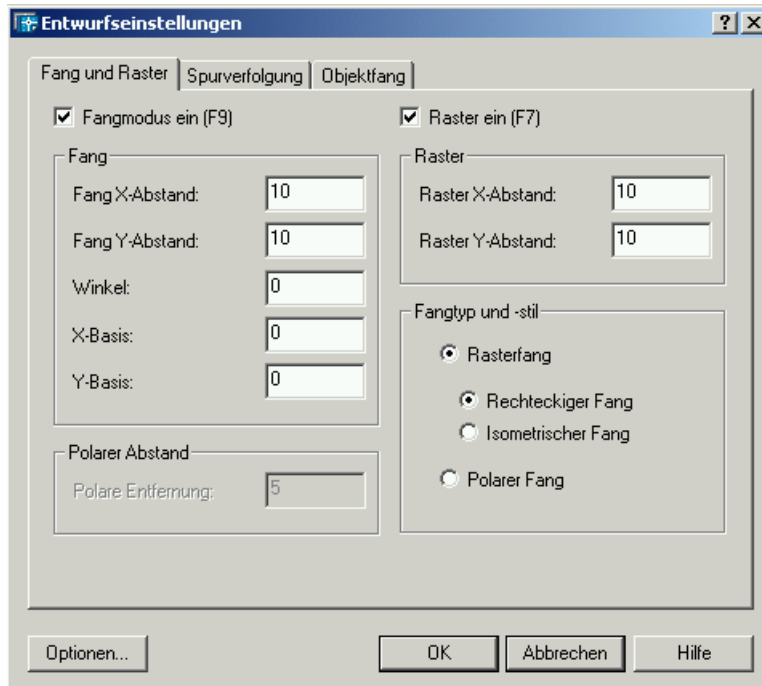 Entwurfseinstellungen
Fang und Raster
Spurverfolgung
Objektfang
Fangmodus ein (F9)
Raster ein (F7)
Fang
Fang X-Abstand: 10
Fang Y-Abstand: 10
Winkel: 0
X-Basis: 0
Y-Basis: 0
Polarer Abstand
Polare Entfernung: 5
Raster
Raster X-Abstand: 10
Raster Y-Abstand: 10
Fangtyp und -stil
Rasterfang
Rechteckiger Fang
Isometrischer Fang
Polarer Fang
Optionen...
OK
Abbrechen
Hilfe